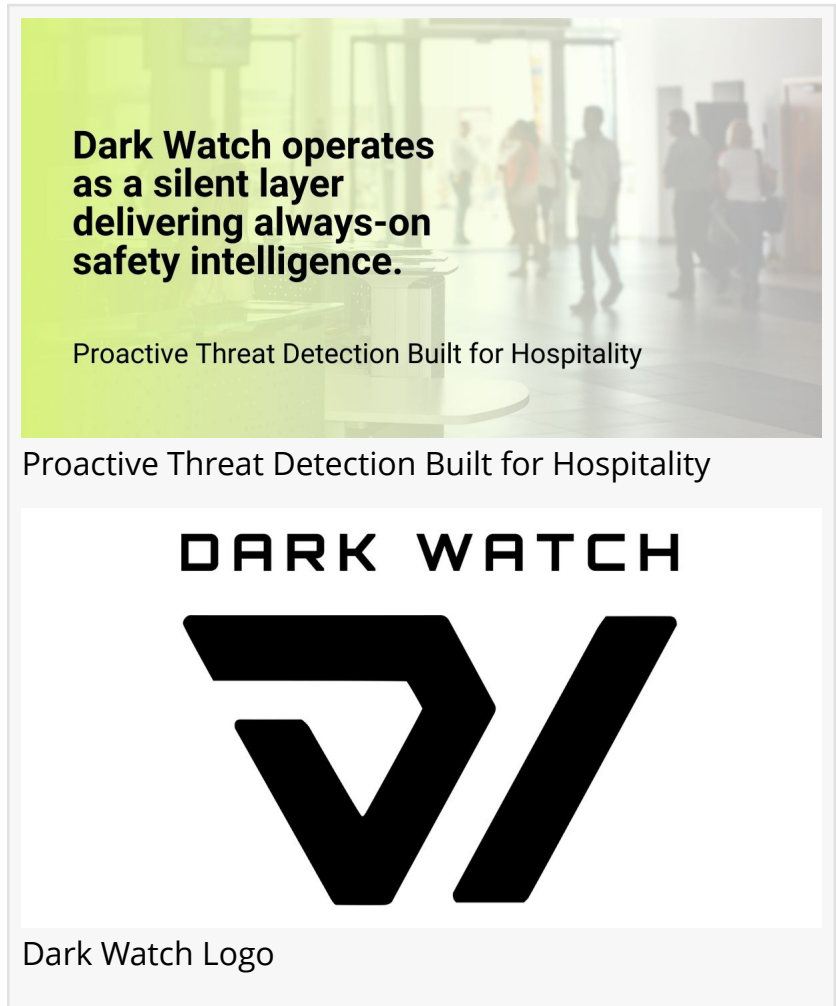 Dark Watch operates
as a silent layer
delivering always-on
safety intelligence.
Proactive Threat Detection Built for Hospitality
Proactive Threat Detection Built for Hospitality
DARK WATCH
Dark Watch Logo